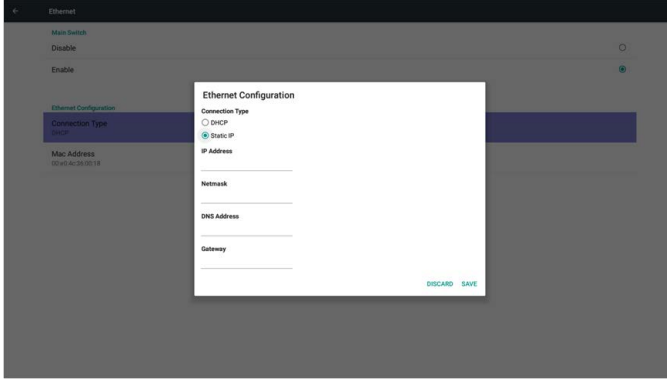 Ethernet
Main Switch
Disable
Enable
Ethernet Configuration
Connection Type
DHCP
Mac Address
Ethernet Configuration
Connection Type
DHCP
Static IP
IP Address
Netmask
DNS Address
Gateway
DISCARD SAVE